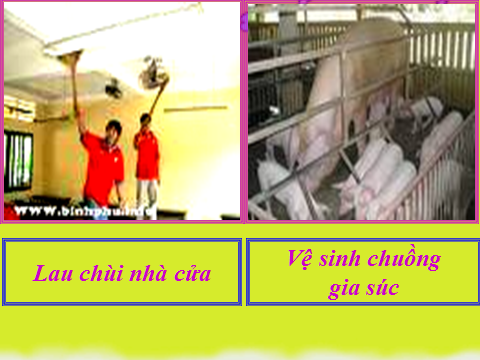 www.binhphu.info
Lau chùi nhà cửa
Vệ sinh chuồng
gia súc